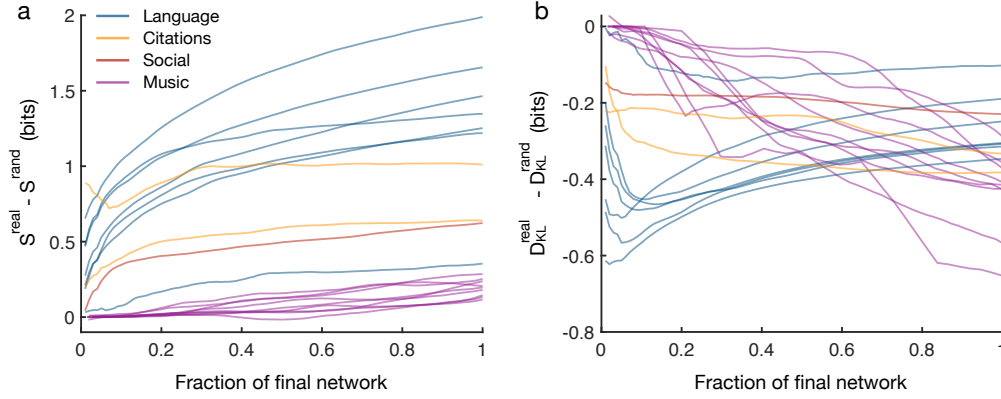 a
Language
Citations
Social
Music
2
1.5
1
0.5
0
S^real - S^rand (bits)
0
0.2
0.4
0.6
0.8
1
Fraction of final network
b
0
-0.2
-0.4
-0.6
-0.8
D_KL^real - D_KL^rand (bits)
0
0.2
0.4
0.6
0.8
1
Fraction of final network